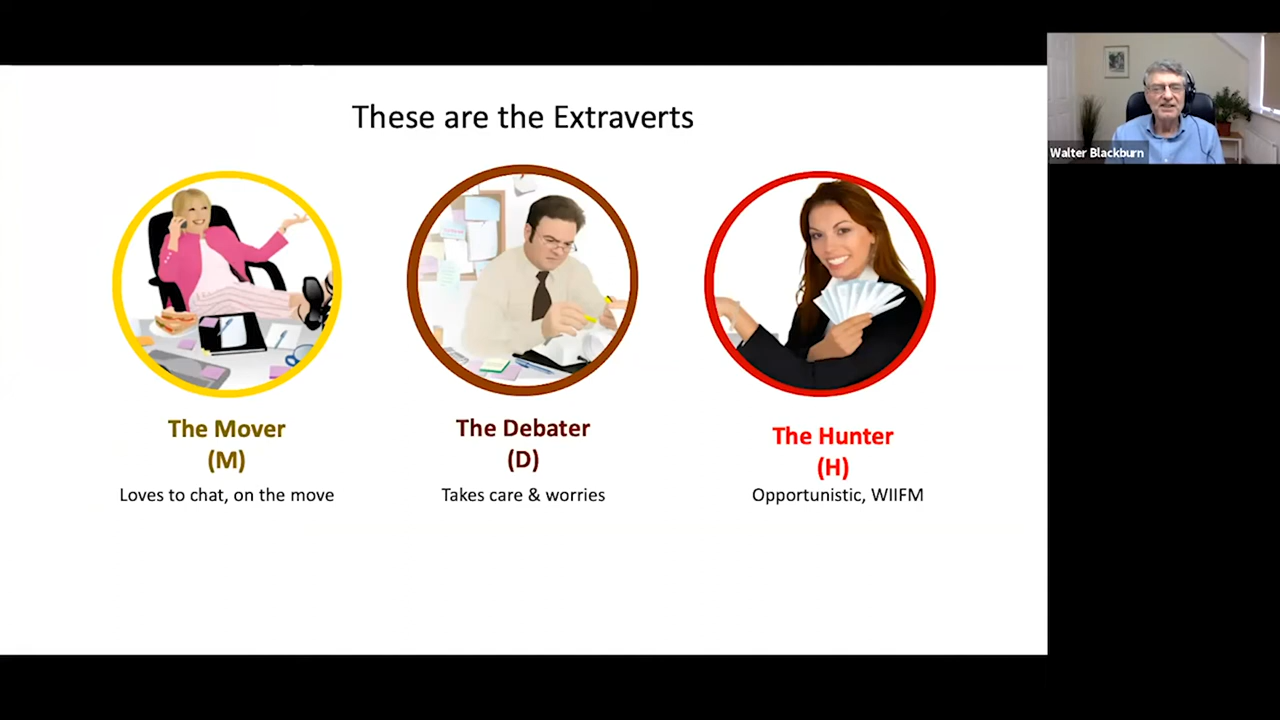 These are the Extraverts
Walter Blackburn
The Mover
(M)
Loves to chat, on the move
The Debater
(D)
Takes care & worries
The Hunter
(H)
Opportunistic, WIIFM